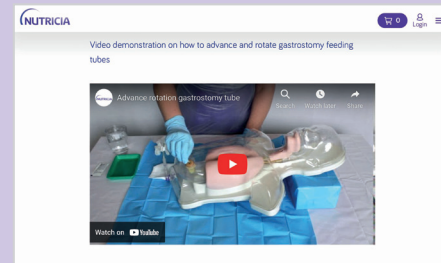 NUTRICIA
0
Login
Video demonstration on how to advance and rotate gastrostomy feeding
tubes
Advance rotation gastrostomy tube
Search
Watch later
Share
Watch on YouTube